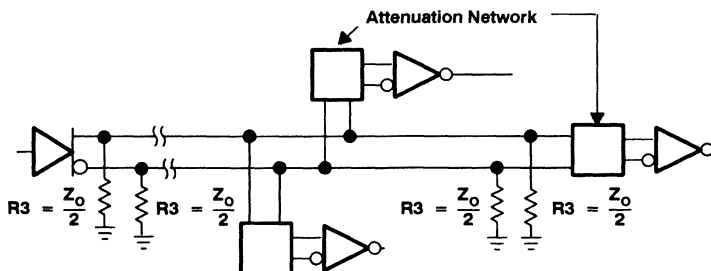 Attenuation Network
R3 = Zo/2
R3 = Zo/2
R3 = Zo/2
R3 = Zo/2